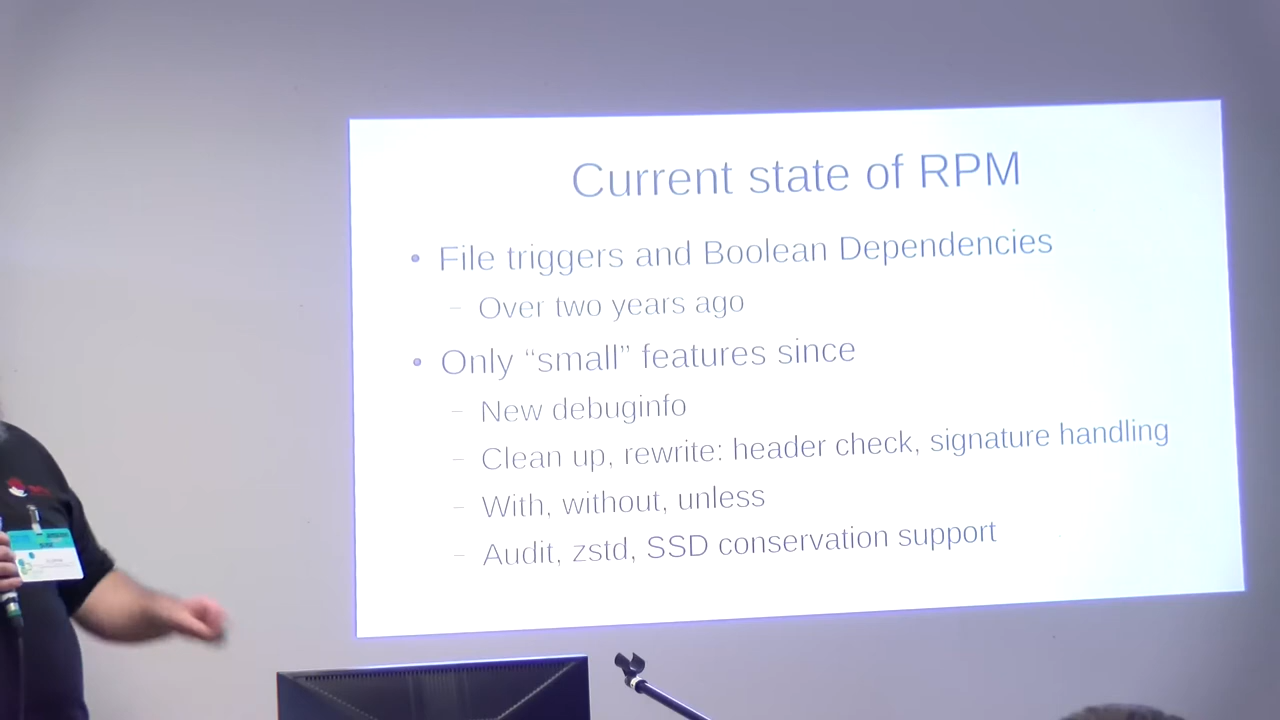 Current state of RPM
• File triggers and Boolean Dependencies
– Over two years ago
• Only “small” features since
– New debuginfo
– Clean up, rewrite: header check, signature handling
– With, without, unless
– Audit, zstd, SSD conservation support